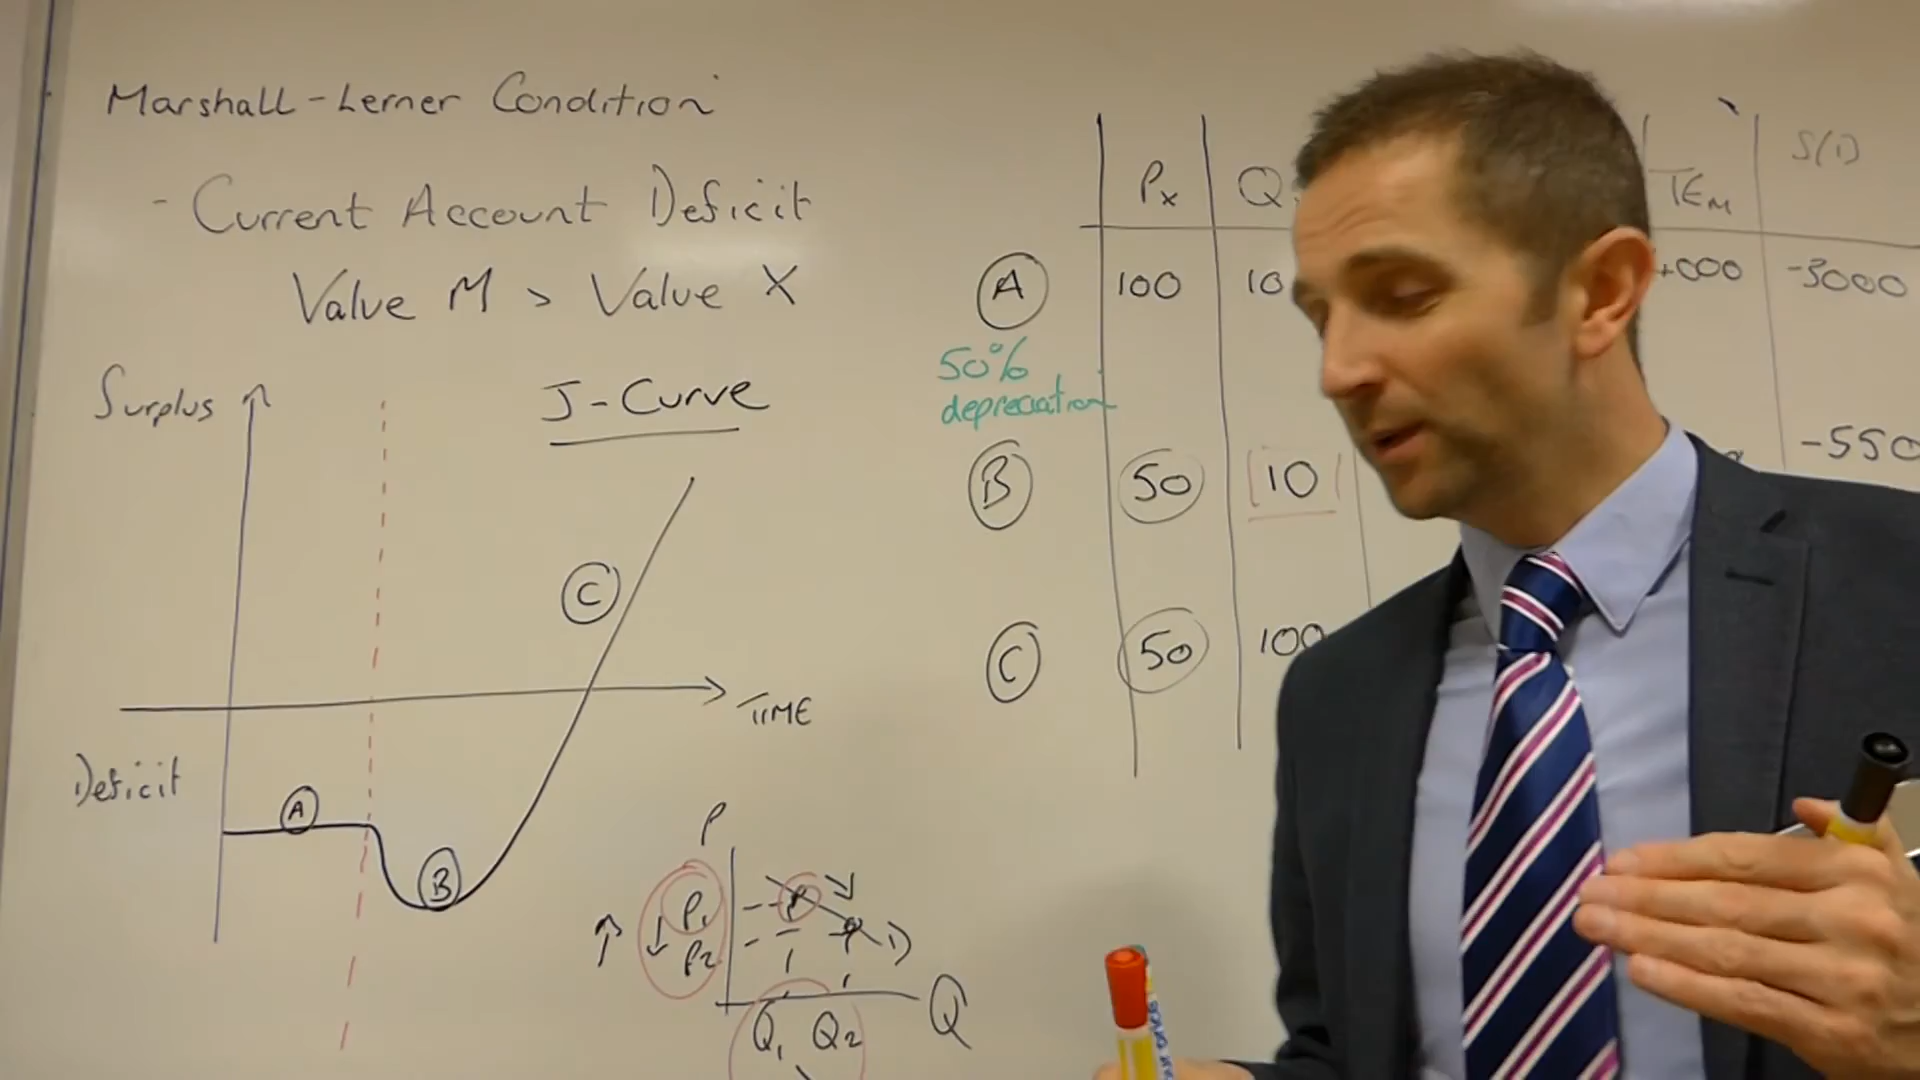 Marshall-Lerner Condition
- Current Account Deficit
Value M > Value X
Surplus
J-Curve
C
TIME
Deficit
A
B
P
P1
P2
D
Q1 Q2
Q
Px
TEM
A 100 10 -3000
50%
depreciation
B 50 10 -550
C 50 100